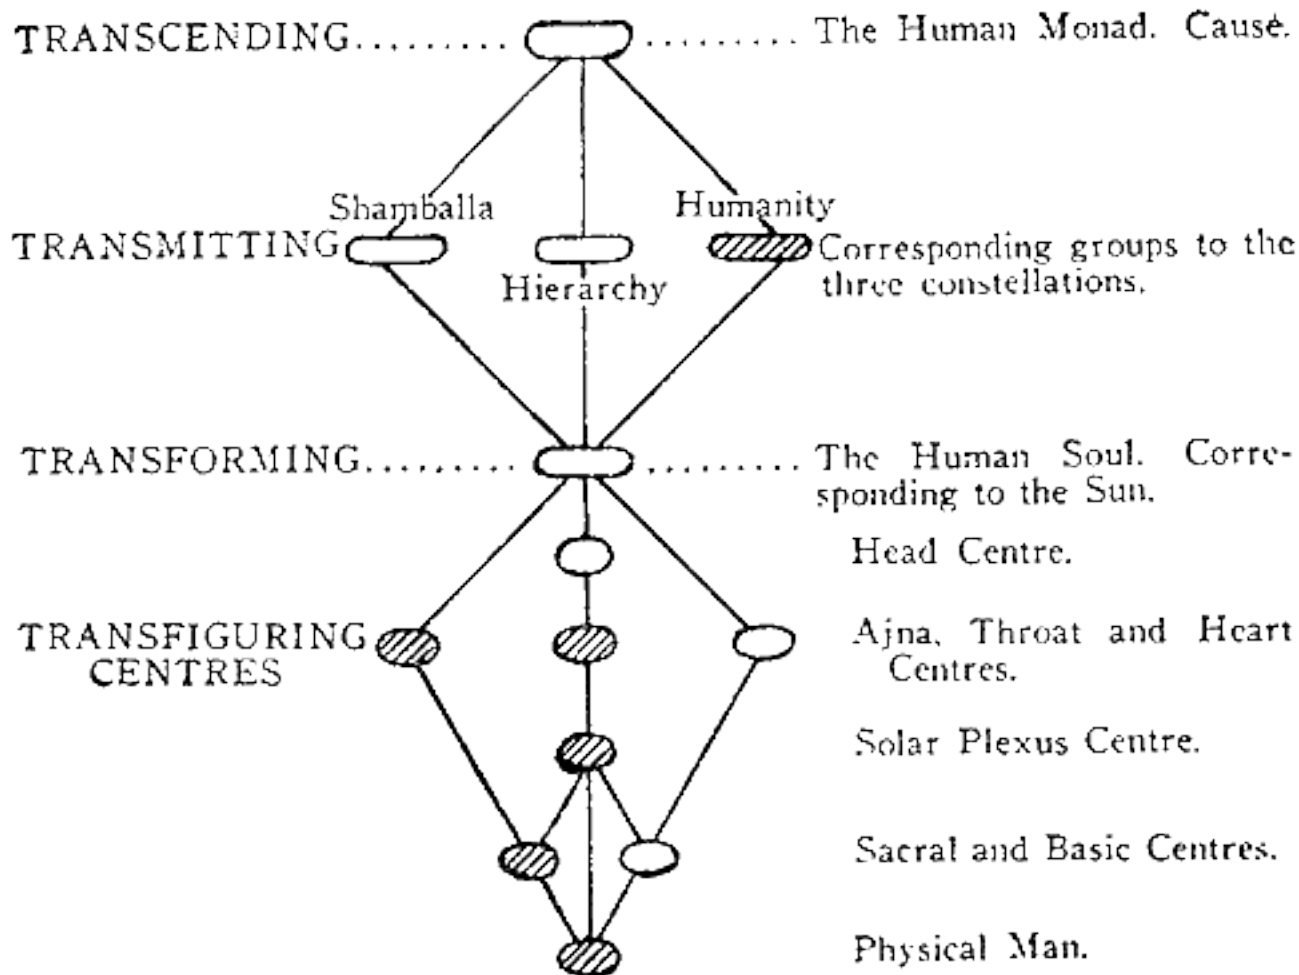 TRANSCENDING.......... .......... The Human Monad. Cause.
Shamballa Humanity
TRANSMITTING Corresponding groups to the
Hierarchy three constellations.
TRANSFORMING.......... .......... The Human Soul. Corre-
sponding to the Sun.
Head Centre.
TRANSFIGURING Ajna, Throat and Heart
CENTRES Centres.
Solar Plexus Centre.
Sacral and Basic Centres.
Physical Man.